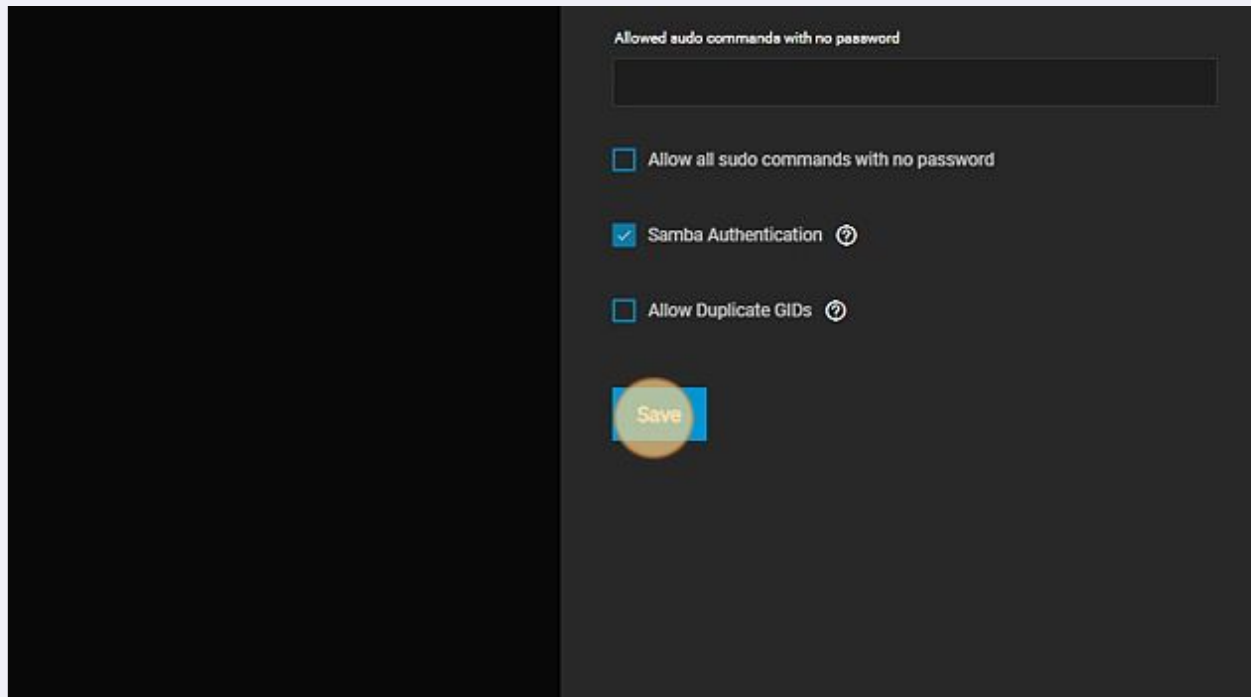 Allowed sudo commands with no password
Allow all sudo commands with no password
Samba Authentication
Allow Duplicate GIDs
Save